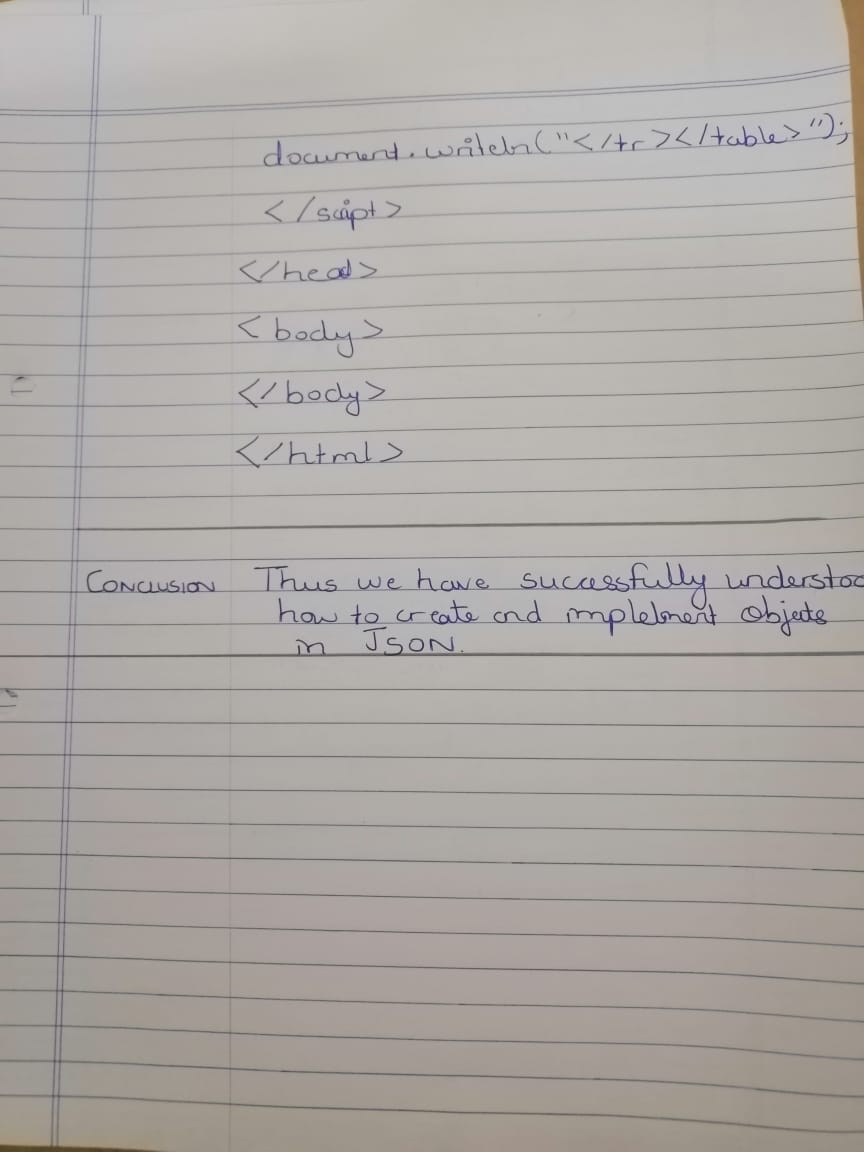 document.writeln("</tr></table>");
</script>
</head>
<body>
</body>
</html>
CONCLUSION Thus we have successfully understoo
how to create and implelment Objects
in JSON.